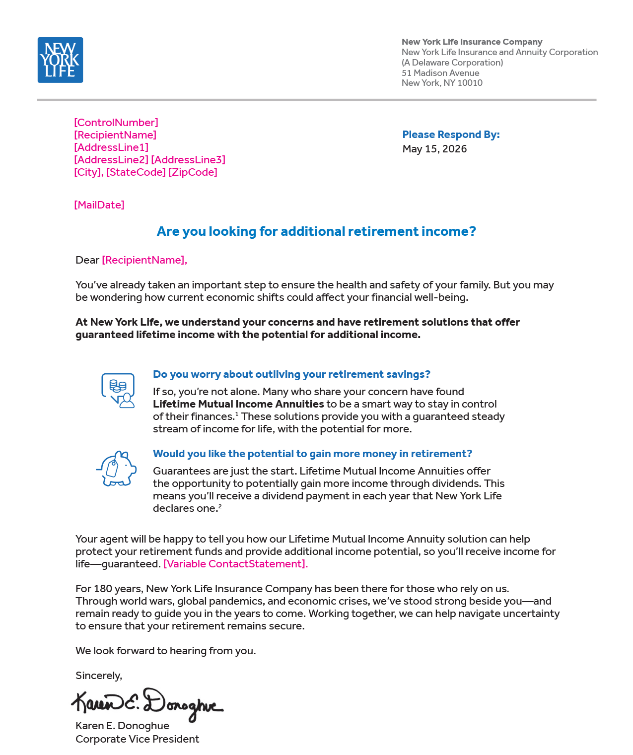 NEW
YORK
LIFE
New York Life Insurance Company
New York Life Insurance and Annuity Corporation
(A Delaware Corporation)
51 Madison Avenue
New York, NY 10010
[ControlNumber]
[RecipientName]
[AddressLine1]
[AddressLine2] [AddressLine3]
[City], [StateCode] [ZipCode]
Please Respond By:
May 15, 2026
[MailDate]
Are you looking for additional retirement income?
Dear [RecipientName],
You’ve already taken an important step to ensure the health and safety of your family. But you may
be wondering how current economic shifts could affect your financial well-being.
At New York Life, we understand your concerns and have retirement solutions that offer
guaranteed lifetime income with the potential for additional income.
Do you worry about outliving your retirement savings?
If so, you’re not alone. Many who share your concern have found
Lifetime Mutual Income Annuities to be a smart way to stay in control
of their finances.¹ These solutions provide you with a guaranteed steady
stream of income for life, with the potential for more.
Would you like the potential to gain more money in retirement?
Guarantees are just the start. Lifetime Mutual Income Annuities offer
the opportunity to potentially gain more income through dividends. This
means you’ll receive a dividend payment in each year that New York Life
declares one.²
Your agent will be happy to tell you how our Lifetime Mutual Income Annuity solution can help
protect your retirement funds and provide additional income potential, so you’ll receive income for
life—guaranteed. [Variable ContactStatement].
For 180 years, New York Life Insurance Company has been there for those who rely on us.
Through world wars, global pandemics, and economic crises, we’ve stood strong beside you—and
remain ready to guide you in the years to come. Working together, we can help navigate uncertainty
to ensure that your retirement remains secure.
We look forward to hearing from you.
Sincerely,
Karen E. Donoghue
Karen E. Donoghue
Corporate Vice President